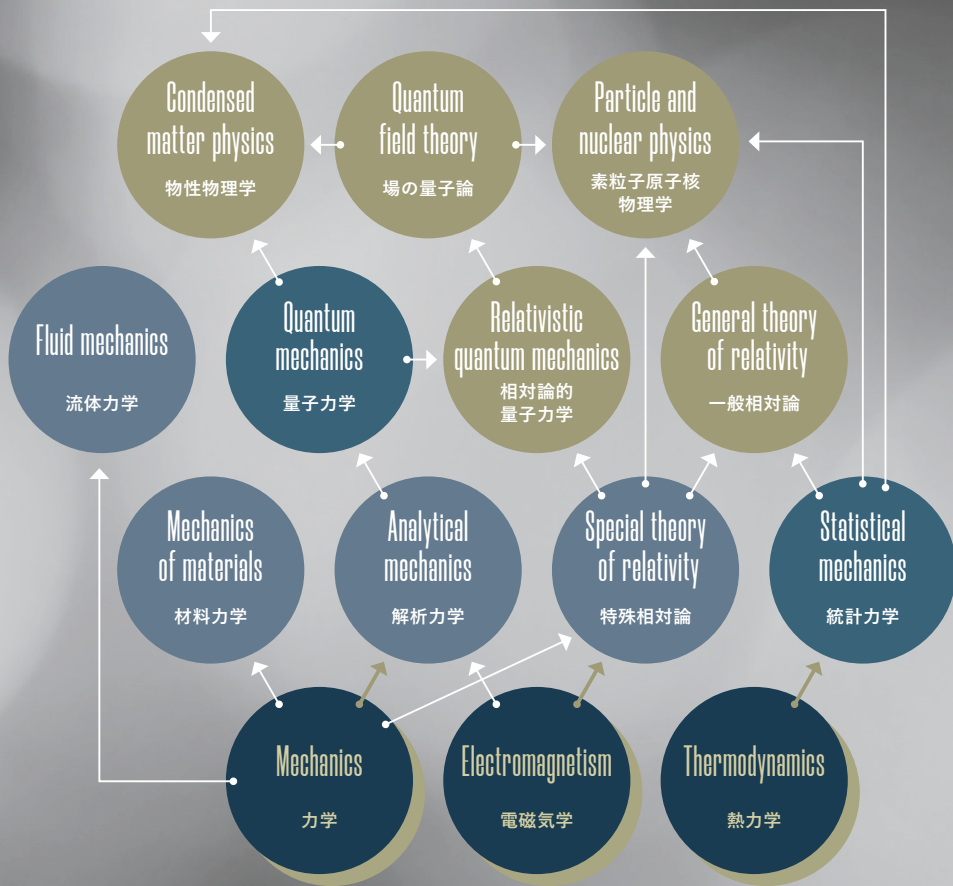 Condensed
matter physics
物性物理学
Quantum
field theory
場の量子論
Particle and
nuclear physics
素粒子原子核
物理学
Fluid mechanics
流体力学
Quantum
mechanics
量子力学
Relativistic
quantum mechanics
相対論的
量子力学
General theory
of relativity
一般相対論
Mechanics
of materials
材料力学
Analytical
mechanics
解析力学
Special theory
of relativity
特殊相対論
Statistical
mechanics
統計力学
Mechanics
力学
Electromagnetism
電磁気学
Thermodynamics
熱力学